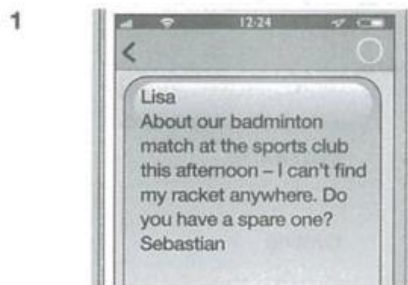 1
12:24
Lisa
About our badminton
match at the sports club
this afternoon – I can't find
my racket anywhere. Do
you have a spare one?
Sebastian